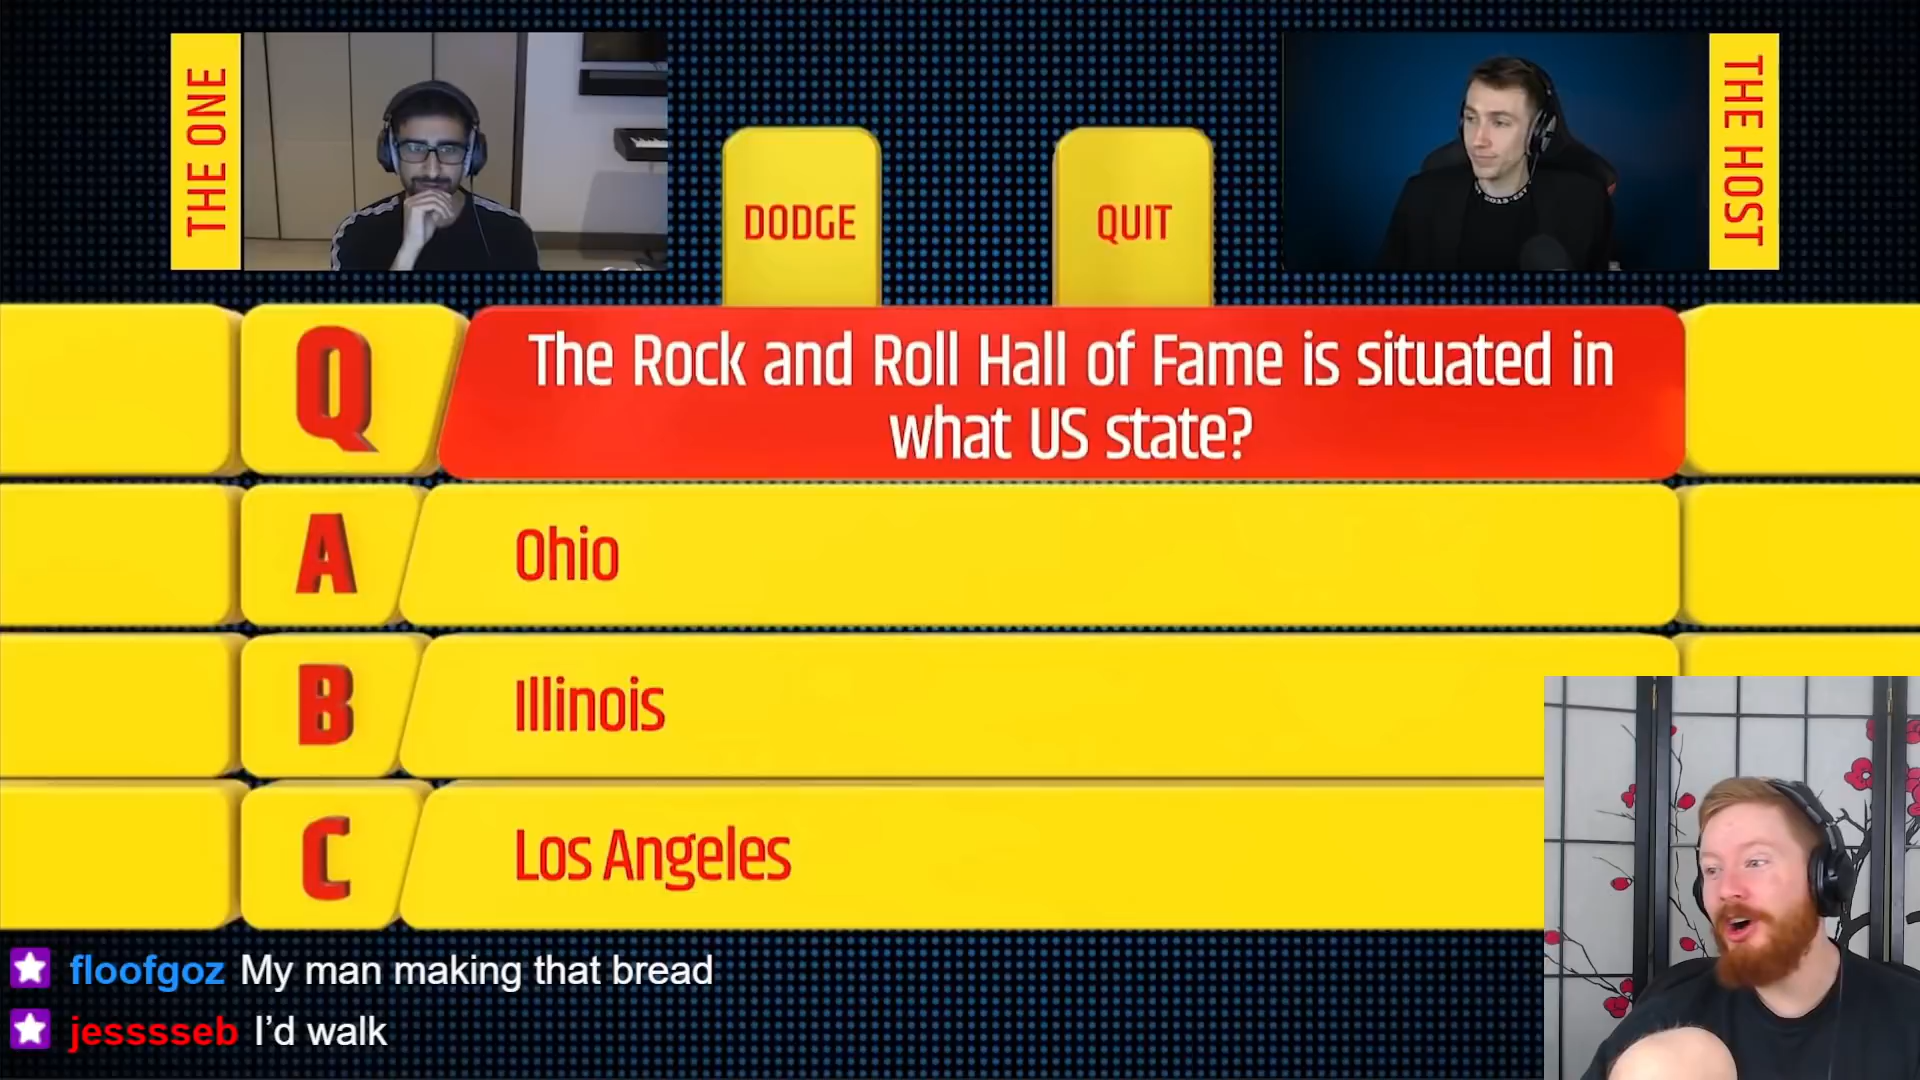 THE ONE
DODGE
QUIT
THE HOST
Q
The Rock and Roll Hall of Fame is situated in
what US state?
A
Ohio
B
Illinois
C
Los Angeles
floofgoz My man making that bread
jessssseb I’d walk